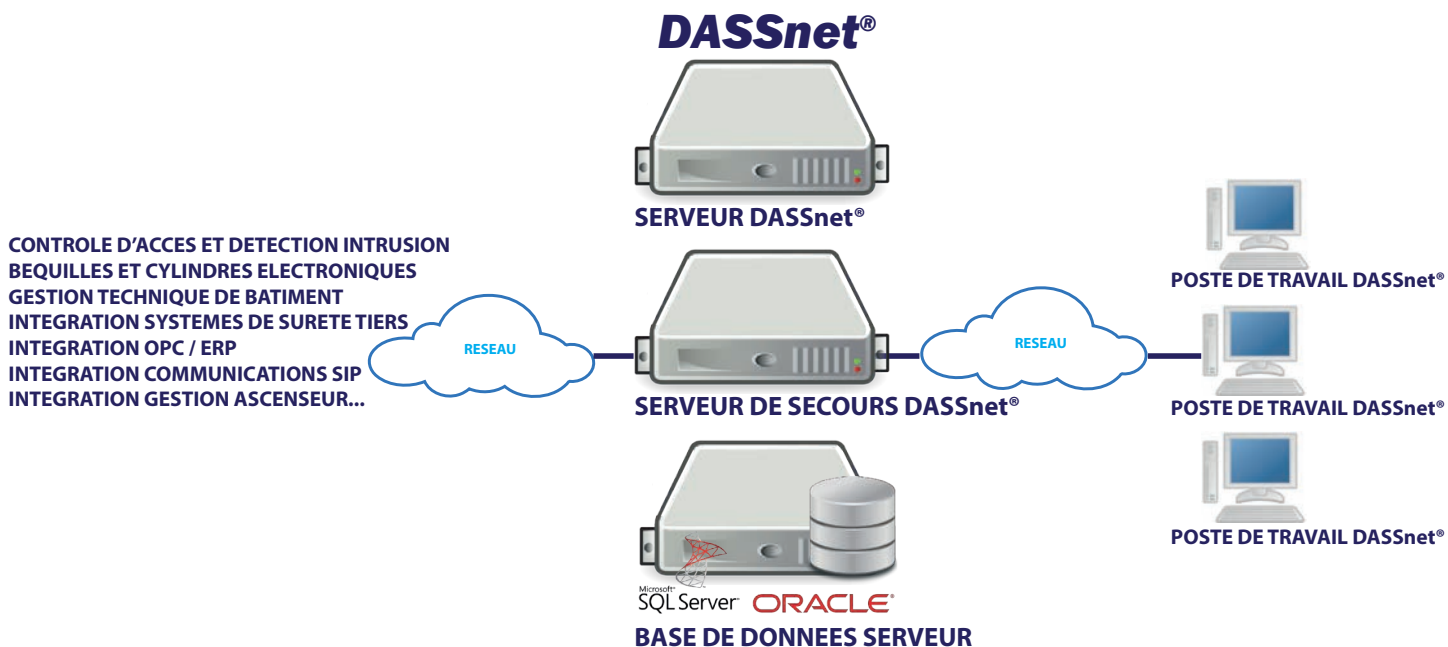 DASSnet®
SERVEUR DASSnet®
CONTROLE D’ACCES ET DETECTION INTRUSION
BEQUILLES ET CYLINDRES ELECTRONIQUES
GESTION TECHNIQUE DE BATIMENT
INTEGRATION SYSTEMES DE SURETE TIERS
INTEGRATION OPC / ERP
INTEGRATION COMMUNICATIONS SIP
INTEGRATION GESTION ASCENSEUR...
RESEAU
SERVEUR DE SECOURS DASSnet®
RESEAU
POSTE DE TRAVAIL DASSnet®
POSTE DE TRAVAIL DASSnet®
POSTE DE TRAVAIL DASSnet®
Microsoft®
SQL Server®
ORACLE®
BASE DE DONNEES SERVEUR